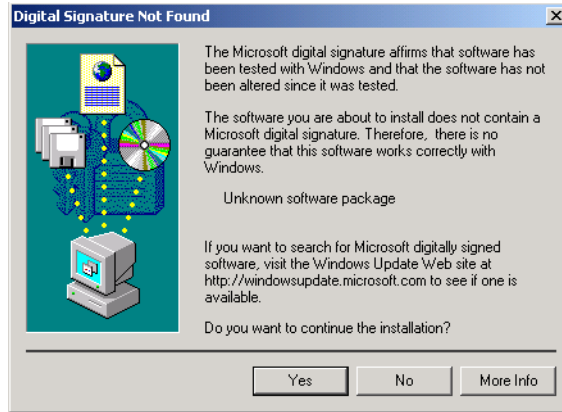 Digital Signature Not Found
The Microsoft digital signature affirms that software has
been tested with Windows and that the software has not
been altered since it was tested.
The software you are about to install does not contain a
Microsoft digital signature. Therefore, there is no
guarantee that this software works correctly with
Windows.
Unknown software package
If you want to search for Microsoft digitally signed
software, visit the Windows Update Web site at
http://windowsupdate.microsoft.com to see if one is
available.
Do you want to continue the installation?
Yes
No
More Info